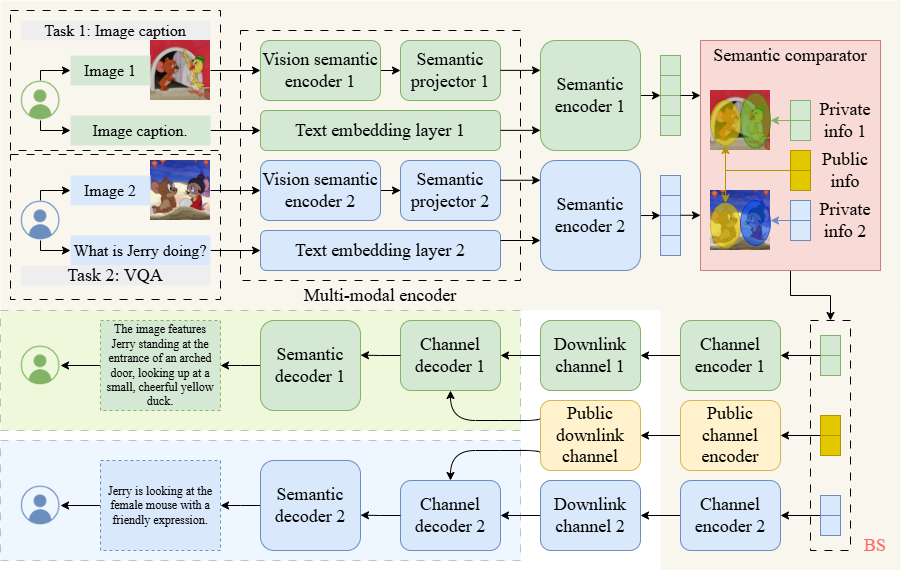 Task 1: Image caption
Image 1
Image caption.
Vision semantic
encoder 1
Semantic
projector 1
Text embedding layer 1
Semantic
encoder 1
Semantic comparator
Private
info 1
Public
info
Private
info 2
Image 2
What is Jerry doing?
Task 2: VQA
Vision semantic
encoder 2
Semantic
projector 2
Text embedding layer 2
Semantic
encoder 2
Multi-modal encoder
The image features
Jerry standing at the
entrance of an arched
door, looking up at a
small, cheerful yellow
duck.
Semantic
decoder 1
Channel
decoder 1
Downlink
channel 1
Channel
encoder 1
Public
downlink
channel
Public
channel
encoder
Jerry is looking at the
female mouse with a
friendly expression.
Semantic
decoder 2
Channel
decoder 2
Downlink
channel 2
Channel
encoder 2
BS